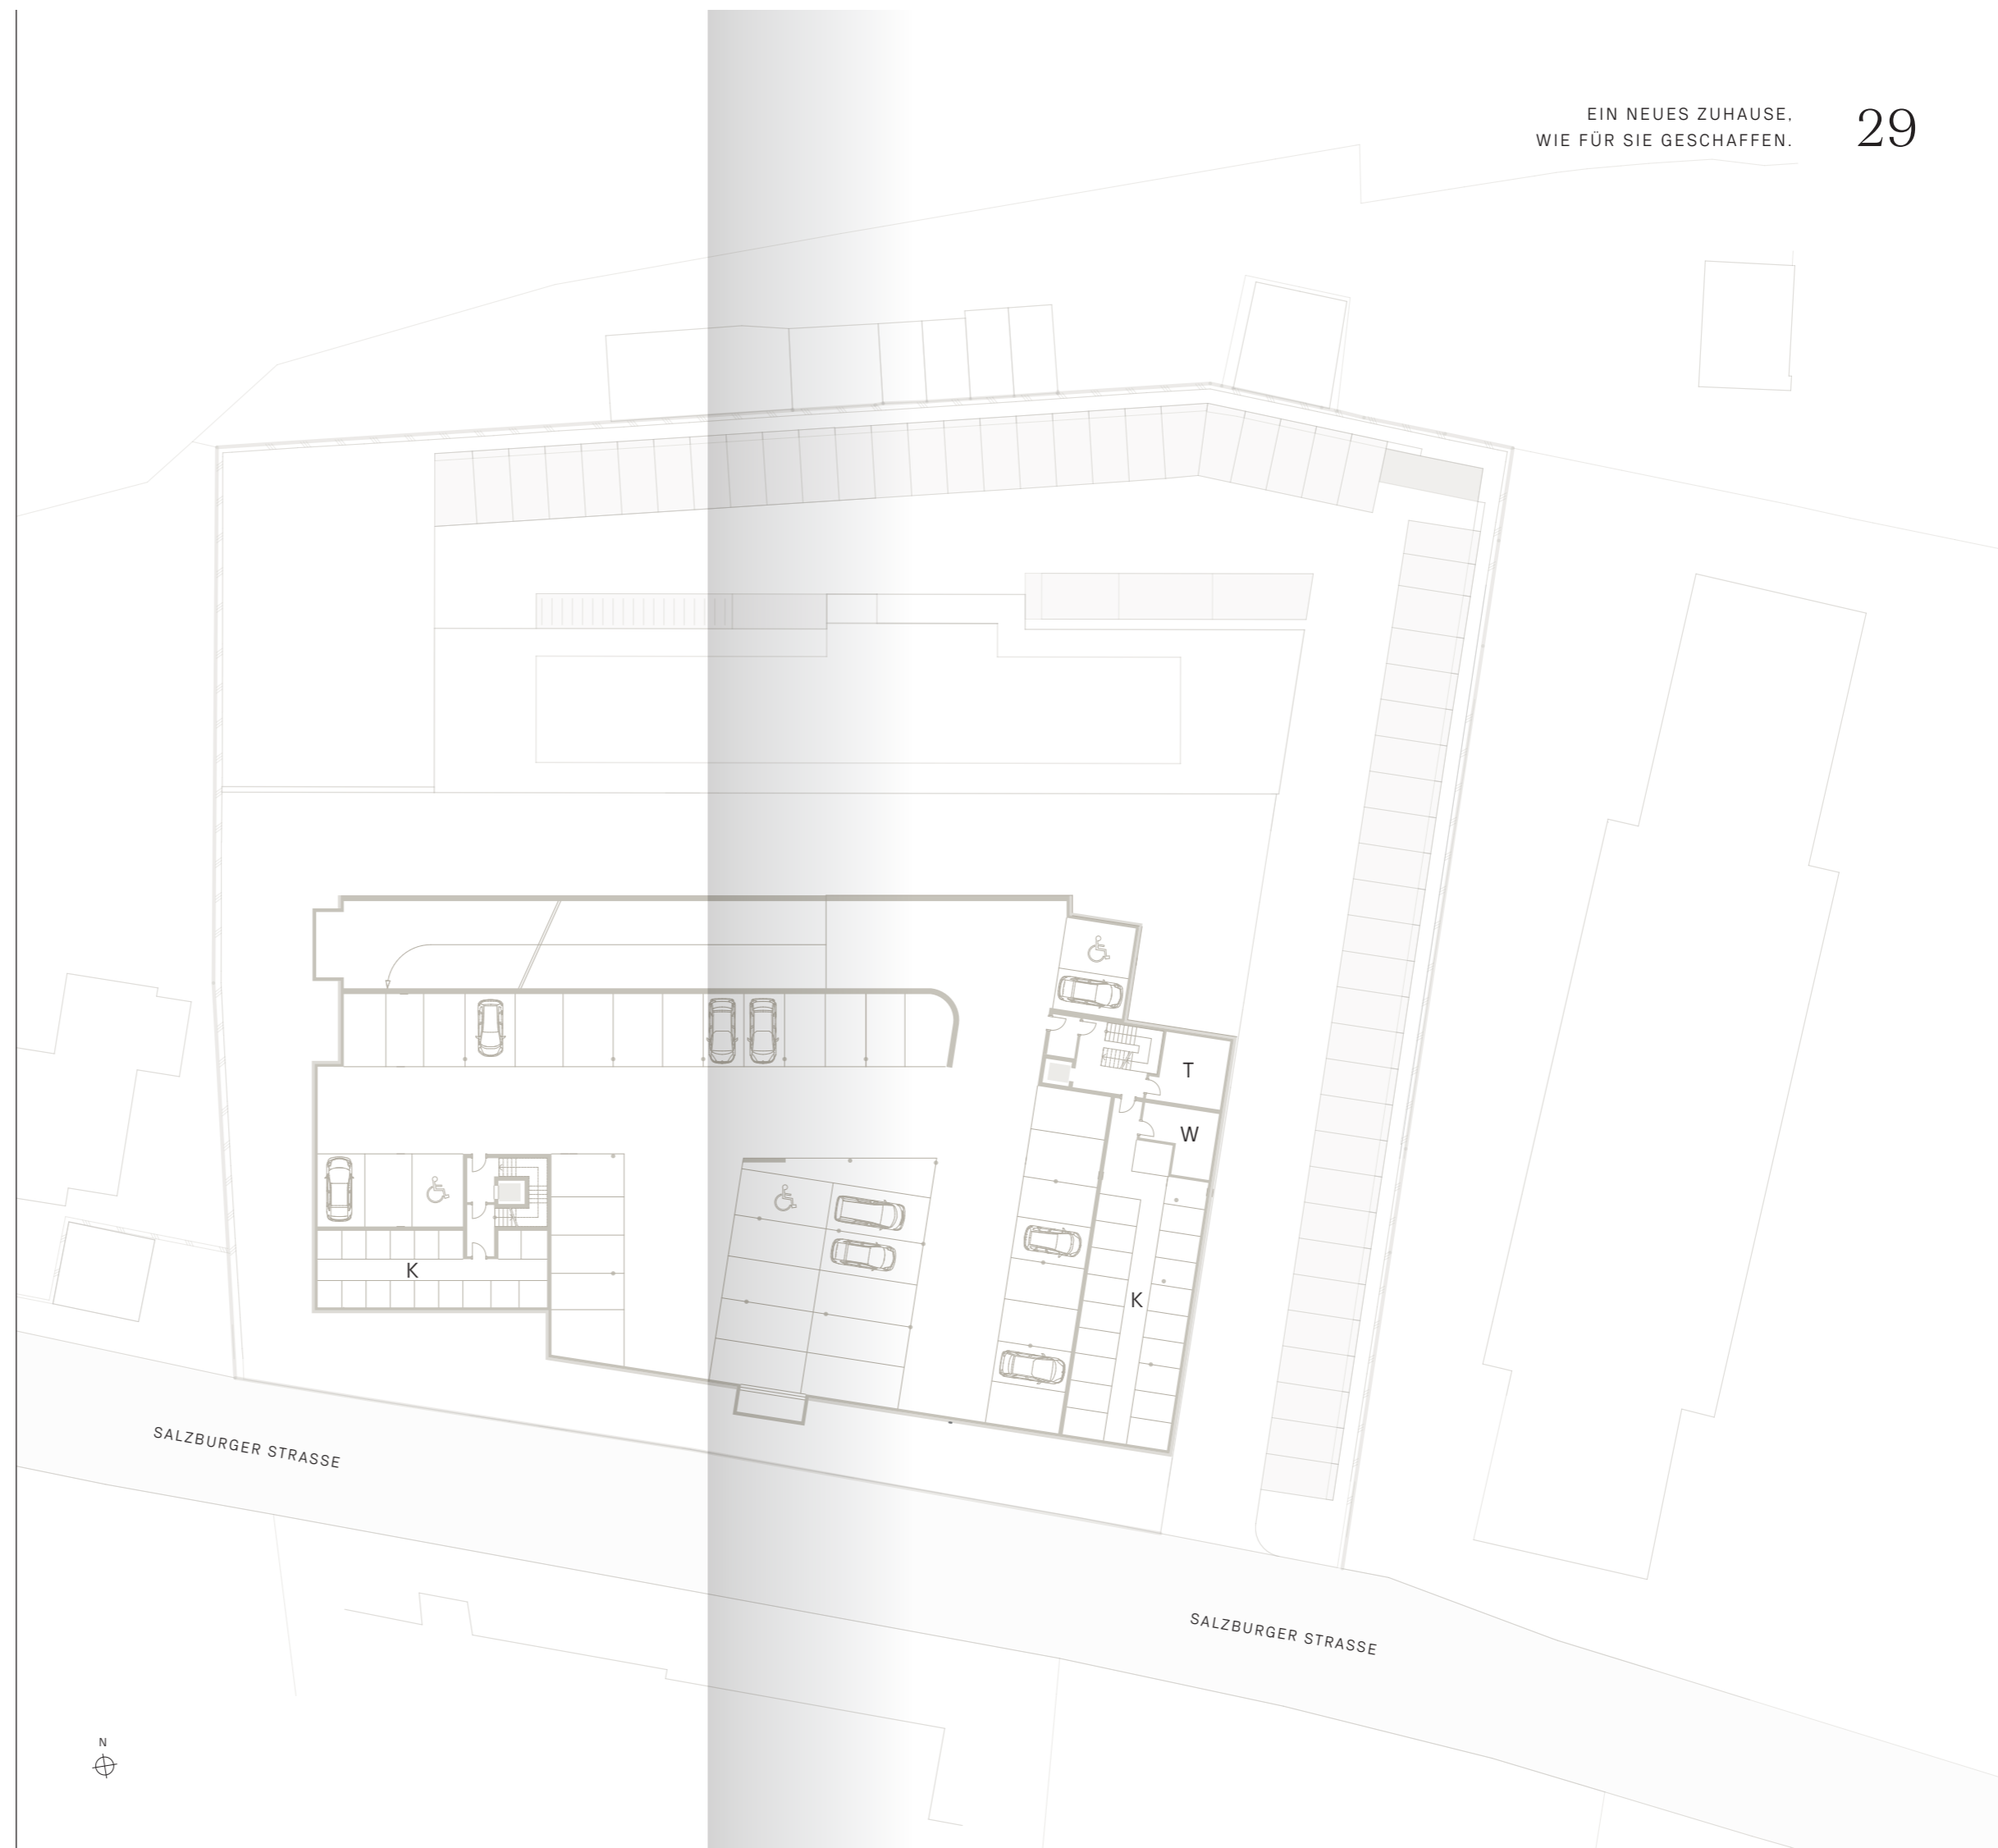 EIN NEUES ZUHAUSE,
WIE FÜR SIE GESCHAFFEN.
29
T
W
K
K
SALZBURGER STRASSE
SALZBURGER STRASSE
N